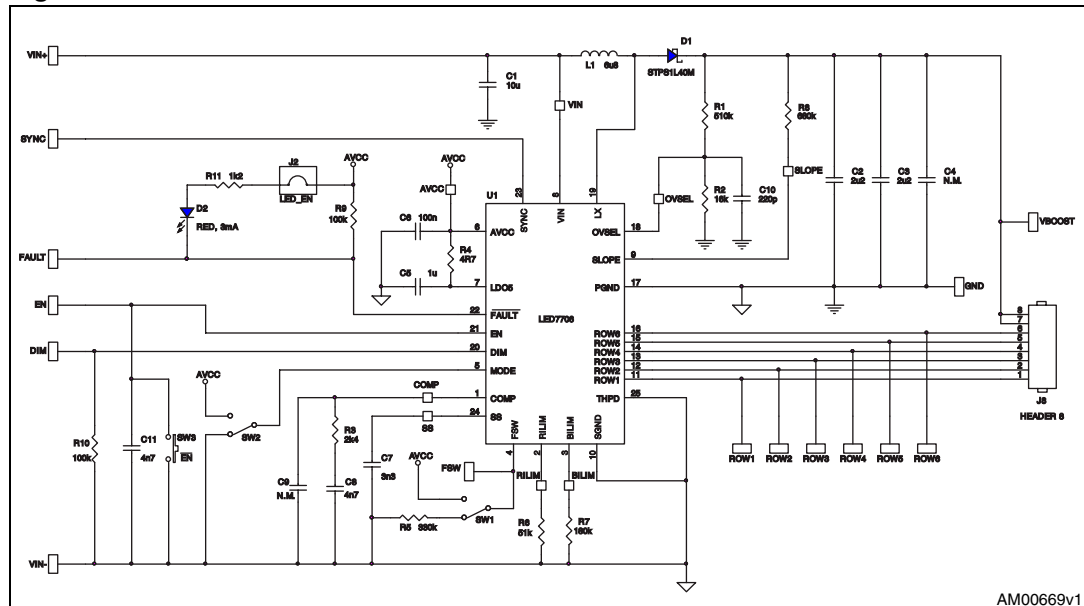 VIN+
L1 6u8
D1
STPS1L40M
C1
10u
VIN
R1
510k
R8
680k
SYNC
AVCC
AVCC
J2
R11 1k2
LED_EN
AVCC
SLOPE
C2
2u2
C3
2u2
C4
N.M.
D2
RED, 3mA
R9
100k
U1
23
SYNC
8
VIN
19
LX
OVSEL
R2
16k
C10
220p
C6 100n
6
AVCC
OVSEL
18
VBOOST
R4
4R7
SLOPE
9
FAULT
C5 1u
7
LDO5
PGND
17
GND
EN
22
FAULT
LED7706
21
EN
ROW6
16
8
DIM
20
DIM
ROW5
15
7
5
MODE
ROW4
14
6
ROW3
13
5
ROW2
12
4
ROW1
11
3
2
1
AVCC
COMP
1
COMP
THPD
25
J8
HEADER 8
SS
24
SS
FSW
RILIM
BILIM
SGND
4
2
3
10
R10
100k
C11
4n7
SW3
EN
SW2
R3
2k4
C7
3n3
AVCC
FSW
RILIM
BILIM
ROW1
ROW2
ROW3
ROW4
ROW5
ROW6
C9
N.M.
C8
4n7
R5 330k
SW1
R6
51k
R7
180k
VIN-
AM00669v1